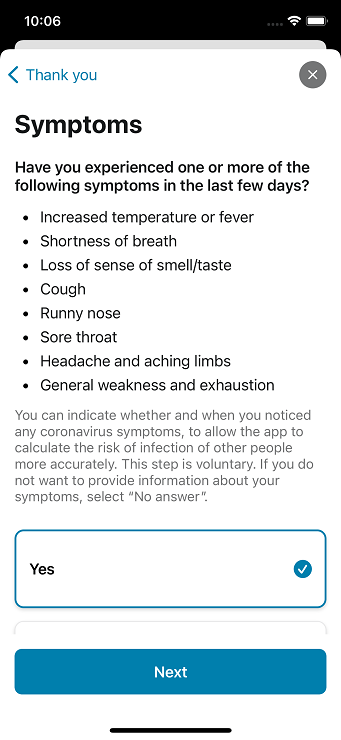 10:06
Thank you
Symptoms
Have you experienced one or more of the
following symptoms in the last few days?
• Increased temperature or fever
• Shortness of breath
• Loss of sense of smell/taste
• Cough
• Runny nose
• Sore throat
• Headache and aching limbs
• General weakness and exhaustion
You can indicate whether and when you noticed
any coronavirus symptoms, to allow the app to
calculate the risk of infection of other people
more accurately. This step is voluntary. If you do
not want to provide information about your
symptoms, select “No answer”.
Yes
Next